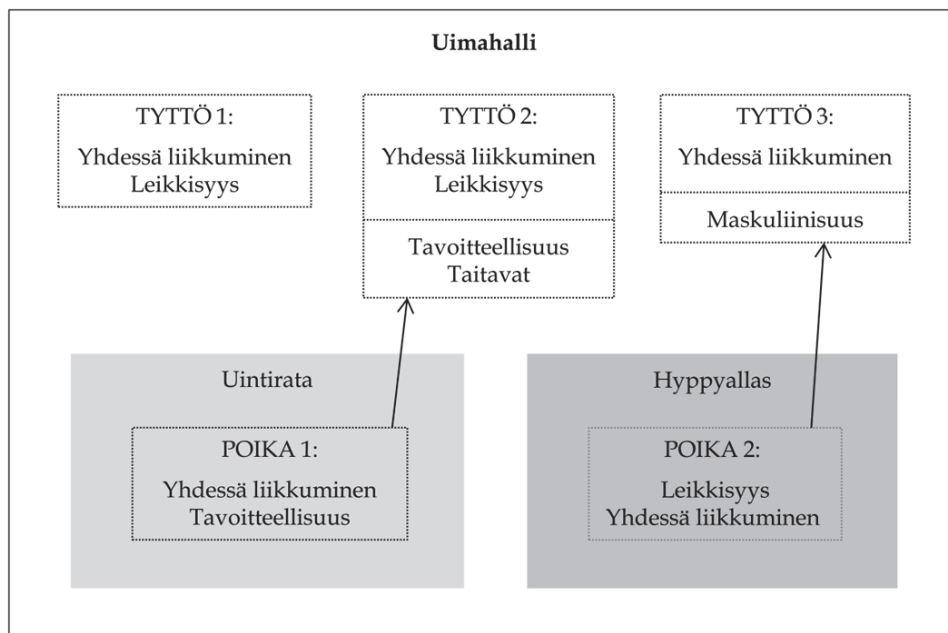 Uimahalli
TYTTÖ 1:
Yhdessä liikkuminen
Leikkisyys
TYTTÖ 2:
Yhdessä liikkuminen
Leikkisyys
Tavoitteellisuus
Taitavat
TYTTÖ 3:
Yhdessä liikkuminen
Maskuliinisuus
Uintirata
POIKA 1:
Yhdessä liikkuminen
Tavoitteellisuus
Hyppyallas
POIKA 2:
Leikkisyys
Yhdessä liikkuminen